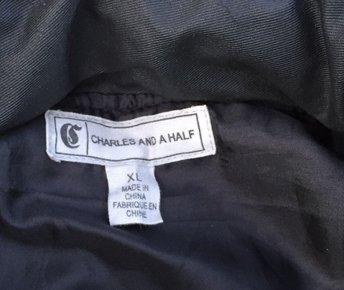 C CHARLES AND A HALF
XL
MADE IN
CHINA
FABRIQUE EN
CHINE